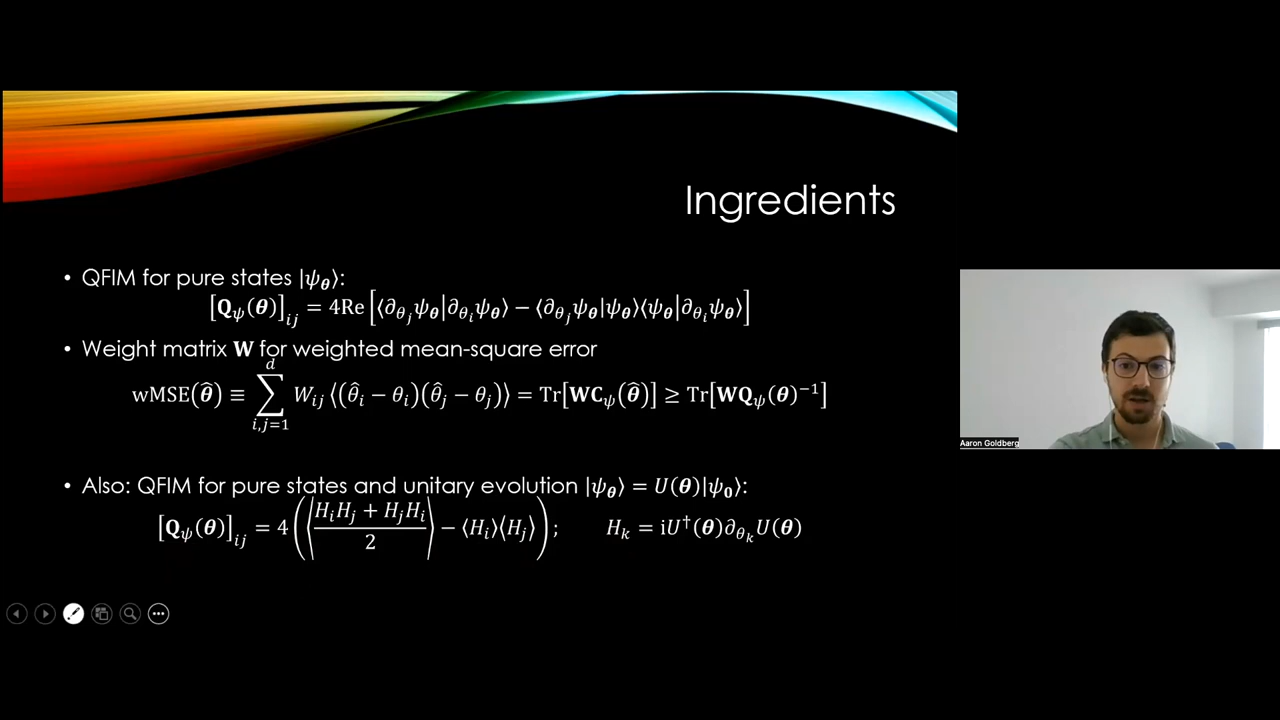 Ingredients
• QFIM for pure states |ψ_𝜽⟩:
[𝐐_ψ(𝜽)]_ij = 4Re[⟨∂_θj ψ_𝜽|∂_θi ψ_𝜽⟩ − ⟨∂_θj ψ_𝜽|ψ_𝜽⟩⟨ψ_𝜽|∂_θi ψ_𝜽⟩]
• Weight matrix 𝐖 for weighted mean-square error
wMSE(𝜽̂) ≡ ∑_{i,j=1}^{d} W_ij ⟨(θ̂_i − θ_i)(θ̂_j − θ_j)⟩ = Tr[𝐖𝐂_ψ(𝜽̂)] ≥ Tr[𝐖𝐐_ψ(𝜽)^−1]
• Also: QFIM for pure states and unitary evolution |ψ_𝜽⟩ = U(𝜽)|ψ_𝟎⟩:
[𝐐_ψ(𝜽)]_ij = 4(⟨(H_iH_j + H_jH_i)/2⟩ − ⟨H_i⟩⟨H_j⟩); H_k = iU^†(𝜽)∂_θk U(𝜽)
Aaron Goldberg